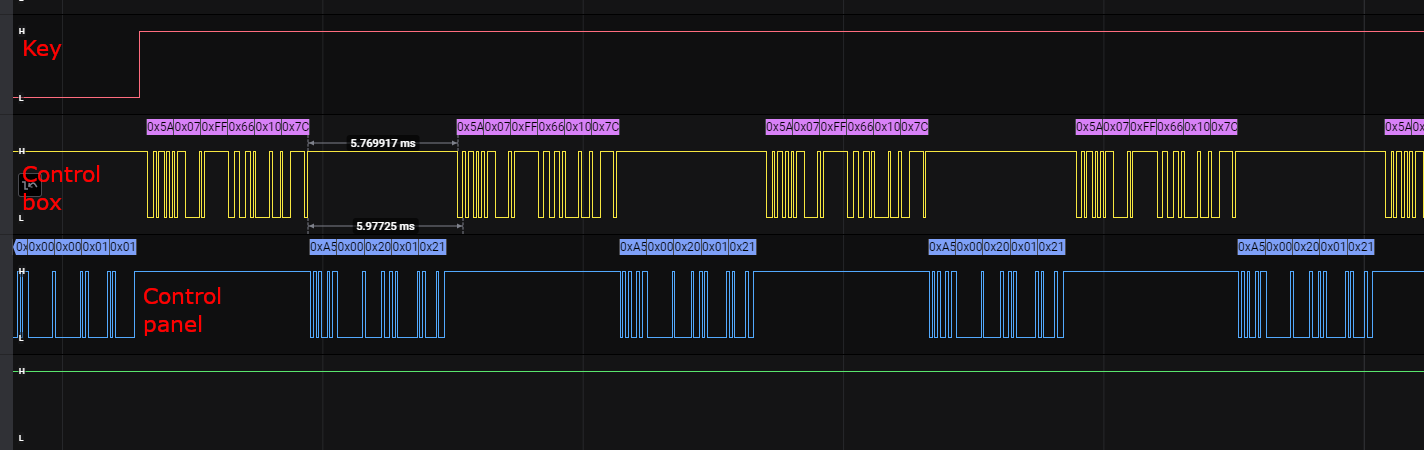 H
Key
L
0x5A 0x07 0xFF 0x66 0x10 0x7C
0x5A 0x07 0xFF 0x66 0x10 0x7C
0x5A 0x07 0xFF 0x66 0x10 0x7C
0x5A 0x07 0xFF 0x66 0x10 0x7C
0x5A 0x
5.769917 ms
H
Control
box
L
5.97725 ms
0x 0x00 0x00 0x01 0x01
0xA5 0x00 0x20 0x01 0x21
0xA5 0x00 0x20 0x01 0x21
0xA5 0x00 0x20 0x01 0x21
0xA5 0x00 0x20 0x01 0x21
H
Control
panel
L
H
L